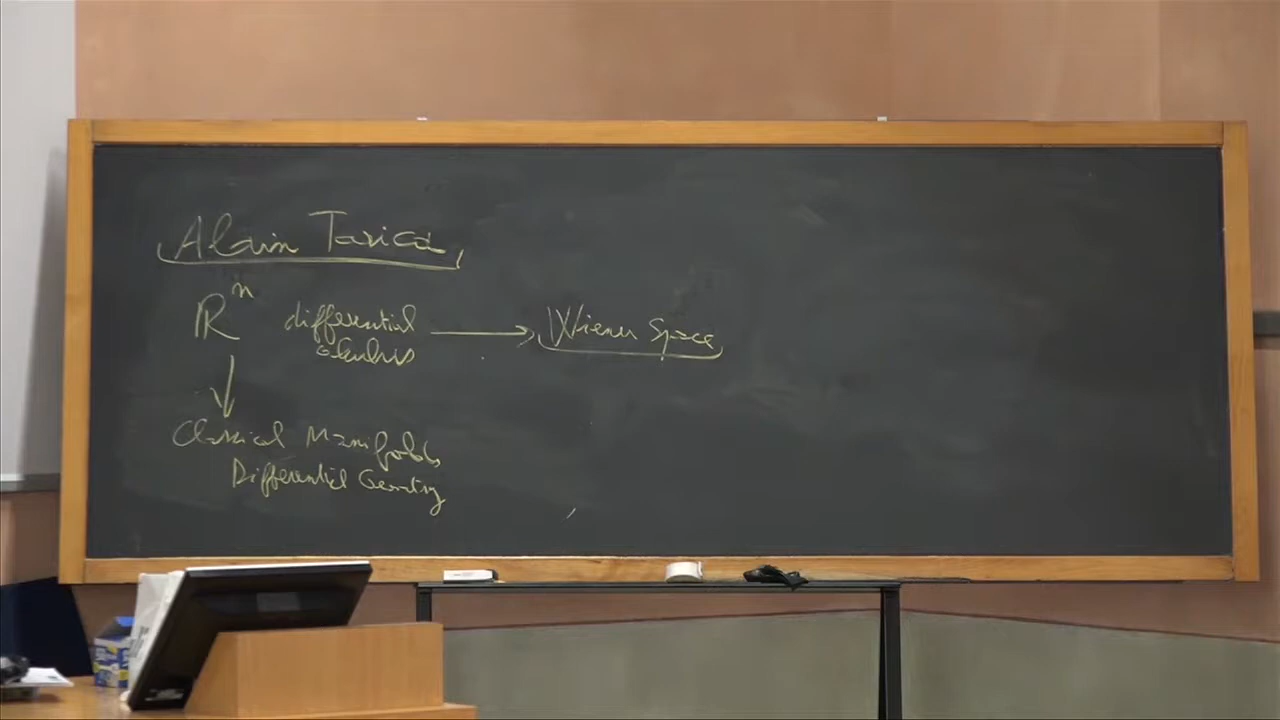 Alain Tarica
ℝⁿ differential calculus → Wiener Space
↓
Classical Manifolds
Differential Geometry